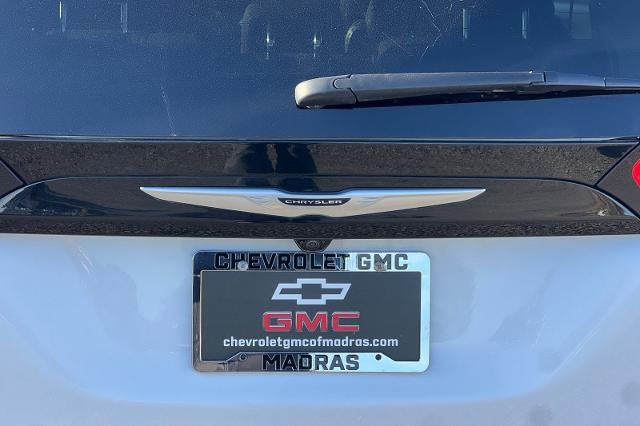 CHRYSLER
CHEVROLET GMC
GMC
chevroletgmcofmadras.com
MADRAS